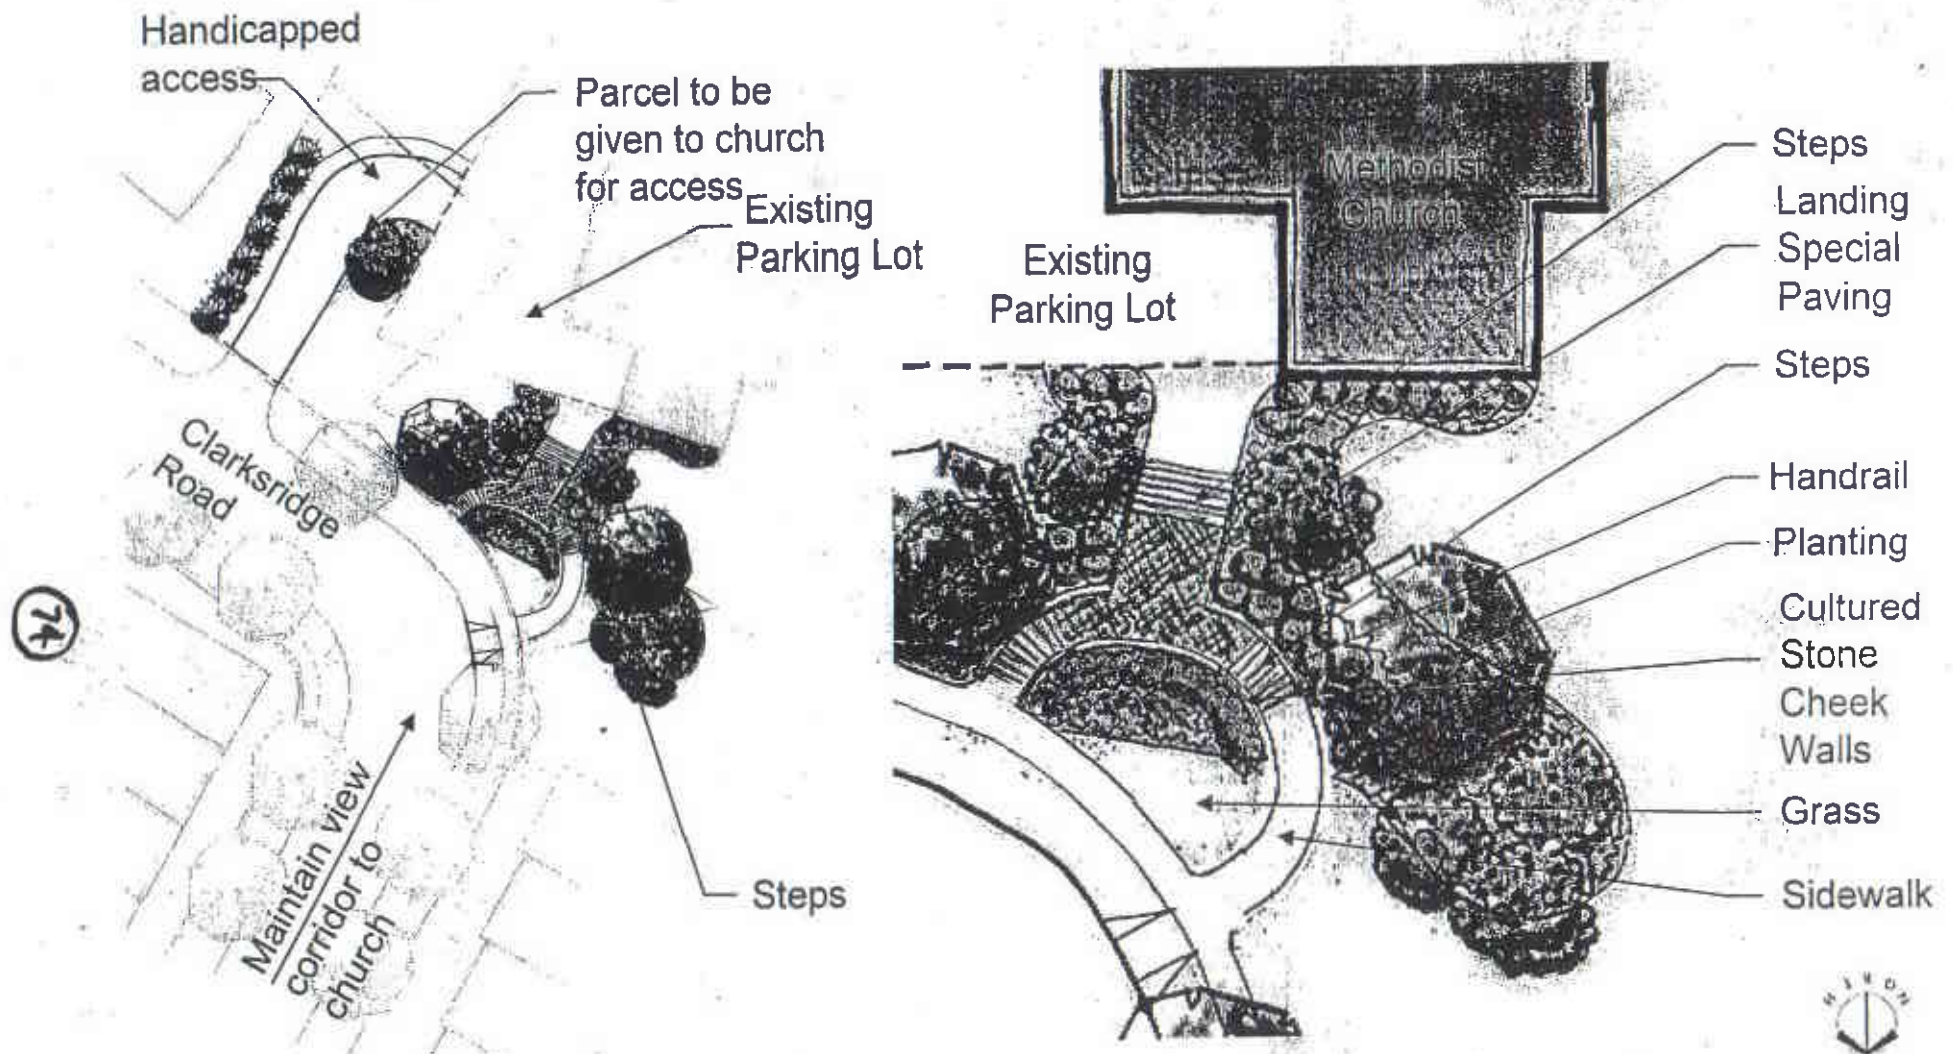 Handicapped
access
Parcel to be
given to church
for access
Existing
Parking Lot
Clarksridge
Road
74
Maintain view
corridor to
church
Steps
Existing
Parking Lot
Methodist
Church
Steps
Landing
Special
Paving
Steps
Handrail
Planting
Cultured
Stone
Cheek
Walls
Grass
Sidewalk
NORTH